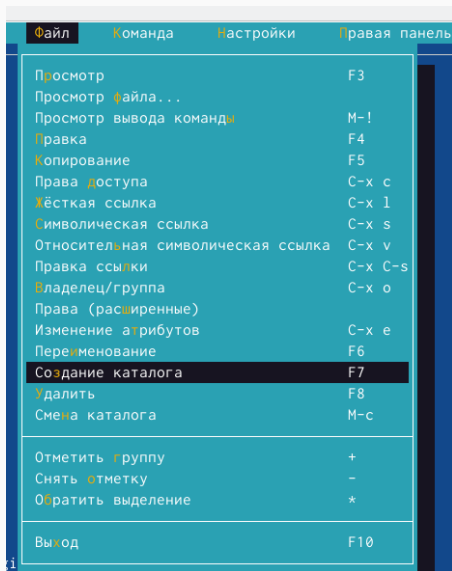 Файл Команда Настройки Правая панель
Просмотр F3
Просмотр файла...
Просмотр вывода команды M-!
Правка F4
Копирование F5
Права доступа C-x c
Жёсткая ссылка C-x l
Символическая ссылка C-x s
Относительная символическая ссылка C-x v
Правка ссылки C-x C-s
Владелец/группа C-x o
Права (расширенные)
Изменение атрибутов C-x e
Переименование F6
Создание каталога F7
Удалить F8
Смена каталога M-c
Отметить группу +
Снять отметку -
Обратить выделение *
Выход F10